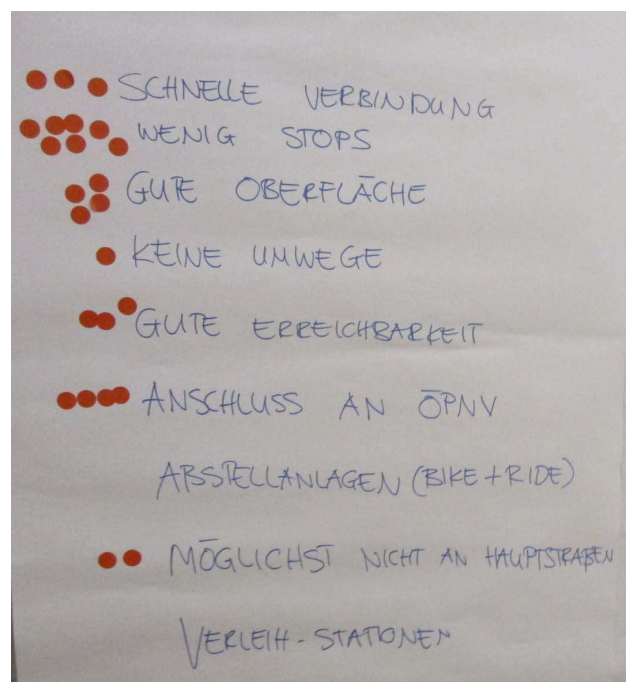 SCHNELLE VERBINDUNG
WENIG STOPS
GUTE OBERFLÄCHE
KEINE UMWEGE
GUTE ERREICHBARKEIT
ANSCHLUSS AN ÖPNV
ABSTELLANLAGEN (BIKE+RIDE)
MÖGLICHST NICHT AN HAUPTSTRAßEN
VERLEIH-STATIONEN